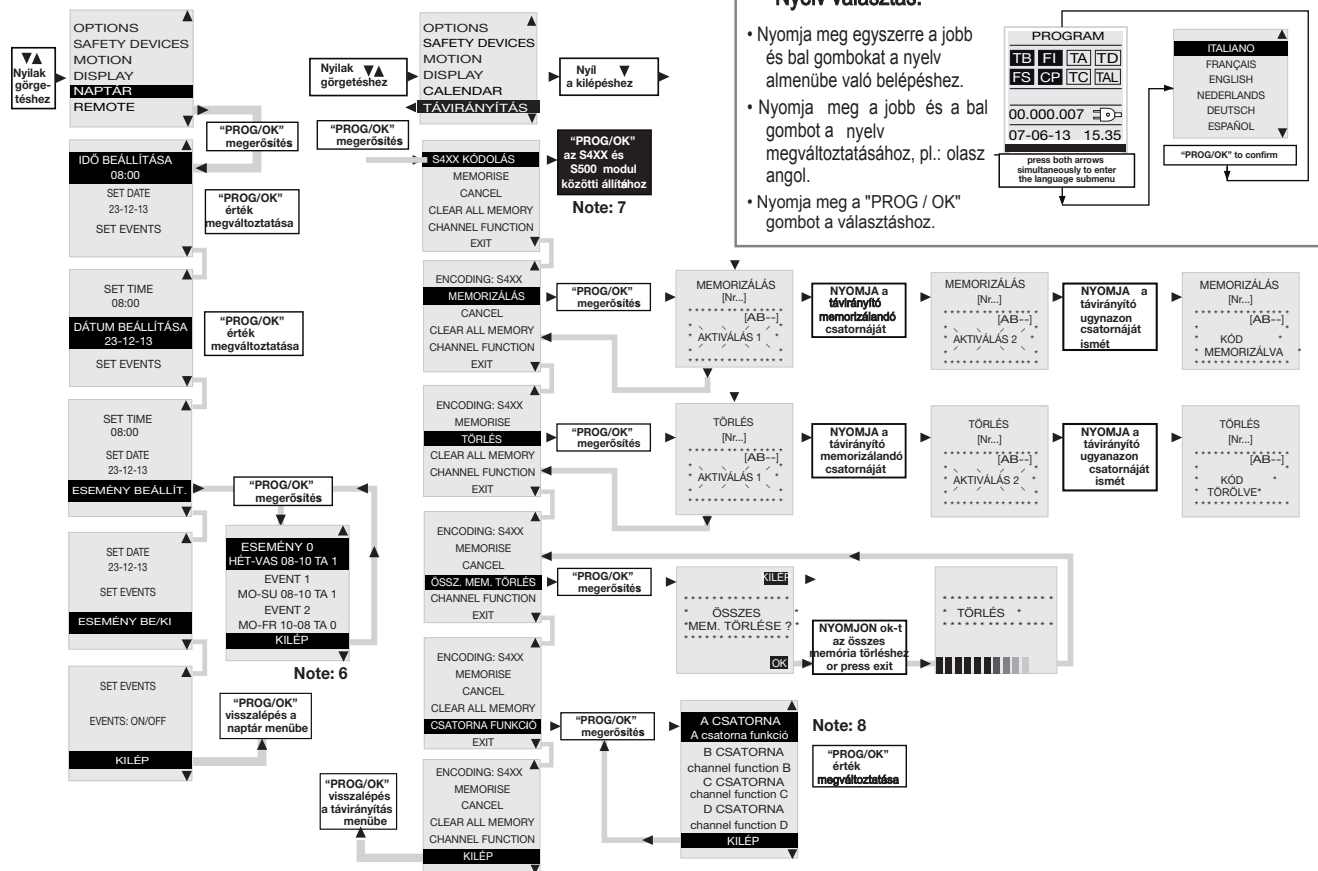 ▼▲
Nyilak
görge-
téshez
OPTIONS
SAFETY DEVICES
MOTION
DISPLAY
NAPTÁR
REMOTE
"PROG/OK"
megerősítés
IDŐ BEÁLLÍTÁSA
08:00
SET DATE
23-12-13
SET EVENTS
"PROG/OK"
érték
megváltoztatása
SET TIME
08:00
DÁTUM BEÁLLÍTÁSA
23-12-13
SET EVENTS
"PROG/OK"
érték
megváltoztatása
SET TIME
08:00
SET DATE
23-12-13
ESEMÉNY BEÁLLÍT.
"PROG/OK"
megerősítés
ESEMÉNY 0
HÉT-VAS 08-10 TA 1
EVENT 1
MO-SU 08-10 TA 1
EVENT 2
MO-FR 10-08 TA 0
KILÉP
Note: 6
SET DATE
23-12-13
SET EVENTS
ESEMÉNY BE/KI
SET EVENTS
EVENTS: ON/OFF
KILÉP
"PROG/OK"
visszalépés a
naptár menübe
Nyilak ▼▲
görgetéshez
OPTIONS
SAFETY DEVICES
MOTION
DISPLAY
CALENDAR
TÁVIRÁNYÍTÁS
Nyíl ▼
a kilépéshez
"PROG/OK"
megerősítés
S4XX KÓDOLÁS
MEMORISE
CANCEL
CLEAR ALL MEMORY
CHANNEL FUNCTION
EXIT
"PROG/OK"
az S4XX és
S500 modul
közötti állításhoz
Note: 7
ENCODING: S4XX
MEMORIZÁLÁS
CANCEL
CLEAR ALL MEMORY
CHANNEL FUNCTION
EXIT
"PROG/OK"
megerősítés
MEMORIZÁLÁS
[Nr...]
[AB--]
AKTIVÁLÁS 1
NYOMJA a
távirányító
memorizálandó
csatornáját
MEMORIZÁLÁS
[Nr...]
[AB--]
AKTIVÁLÁS 2
NYOMJA a
távirányító
ugynazon
csatornáját
ismét
MEMORIZÁLÁS
[Nr...]
[AB--]
KÓD
MEMORIZÁLVA
ENCODING: S4XX
MEMORISE
TÖRLÉS
CLEAR ALL MEMORY
CHANNEL FUNCTION
EXIT
"PROG/OK"
megerősítés
TÖRLÉS
[Nr...]
[AB--]
AKTIVÁLÁS 1
NYOMJA a
távirányító
memorizálandó
csatornáját
TÖRLÉS
[Nr...]
[AB--]
AKTIVÁLÁS 2
NYOMJA a
távirányító
ugyanazon
csatornáját
ismét
TÖRLÉS
[Nr...]
[AB--]
KÓD
TÖRÖLVE*
ENCODING: S4XX
MEMORISE
CANCEL
ÖSSZ. MEM. TÖRLÉS
CHANNEL FUNCTION
EXIT
"PROG/OK"
megerősítés
KILÉP
* ÖSSZES *
*MEM. TÖRLÉSE ? *
OK
NYOMJON ok-t
az összes
memória törléshez
or press exit
* TÖRLÉS *
ENCODING: S4XX
MEMORISE
CANCEL
CLEAR ALL MEMORY
CSATORNA FUNKCIÓ
EXIT
"PROG/OK"
megerősítés
A CSATORNA
A csatorna funkció
B CSATORNA
channel function B
C CSATORNA
channel function C
D CSATORNA
channel function D
KILÉP
Note: 8
"PROG/OK"
érték
megváltoztatása
ENCODING: S4XX
MEMORISE
CANCEL
CLEAR ALL MEMORY
CHANNEL FUNCTION
KILÉP
"PROG/OK"
visszalépés
a távirányítás
menübe
Nyelv választás:
• Nyomja meg egyszerre a jobb
és bal gombokat a nyelv
almenübe való belépéshez.
• Nyomja meg a jobb és a bal
gombot a nyelv
megváltoztatásához, pl.: olasz -
angol.
• Nyomja meg a "PROG / OK"
gombot a választáshoz.
PROGRAM
TB FI TA TD
FS CP TC TAL
00.000.007
07-06-13 15.35
press both arrows
simultaneously to enter
the language submenu
ITALIANO
FRANÇAIS
ENGLISH
NEDERLANDS
DEUTSCH
ESPAÑOL
"PROG/OK" to confirm